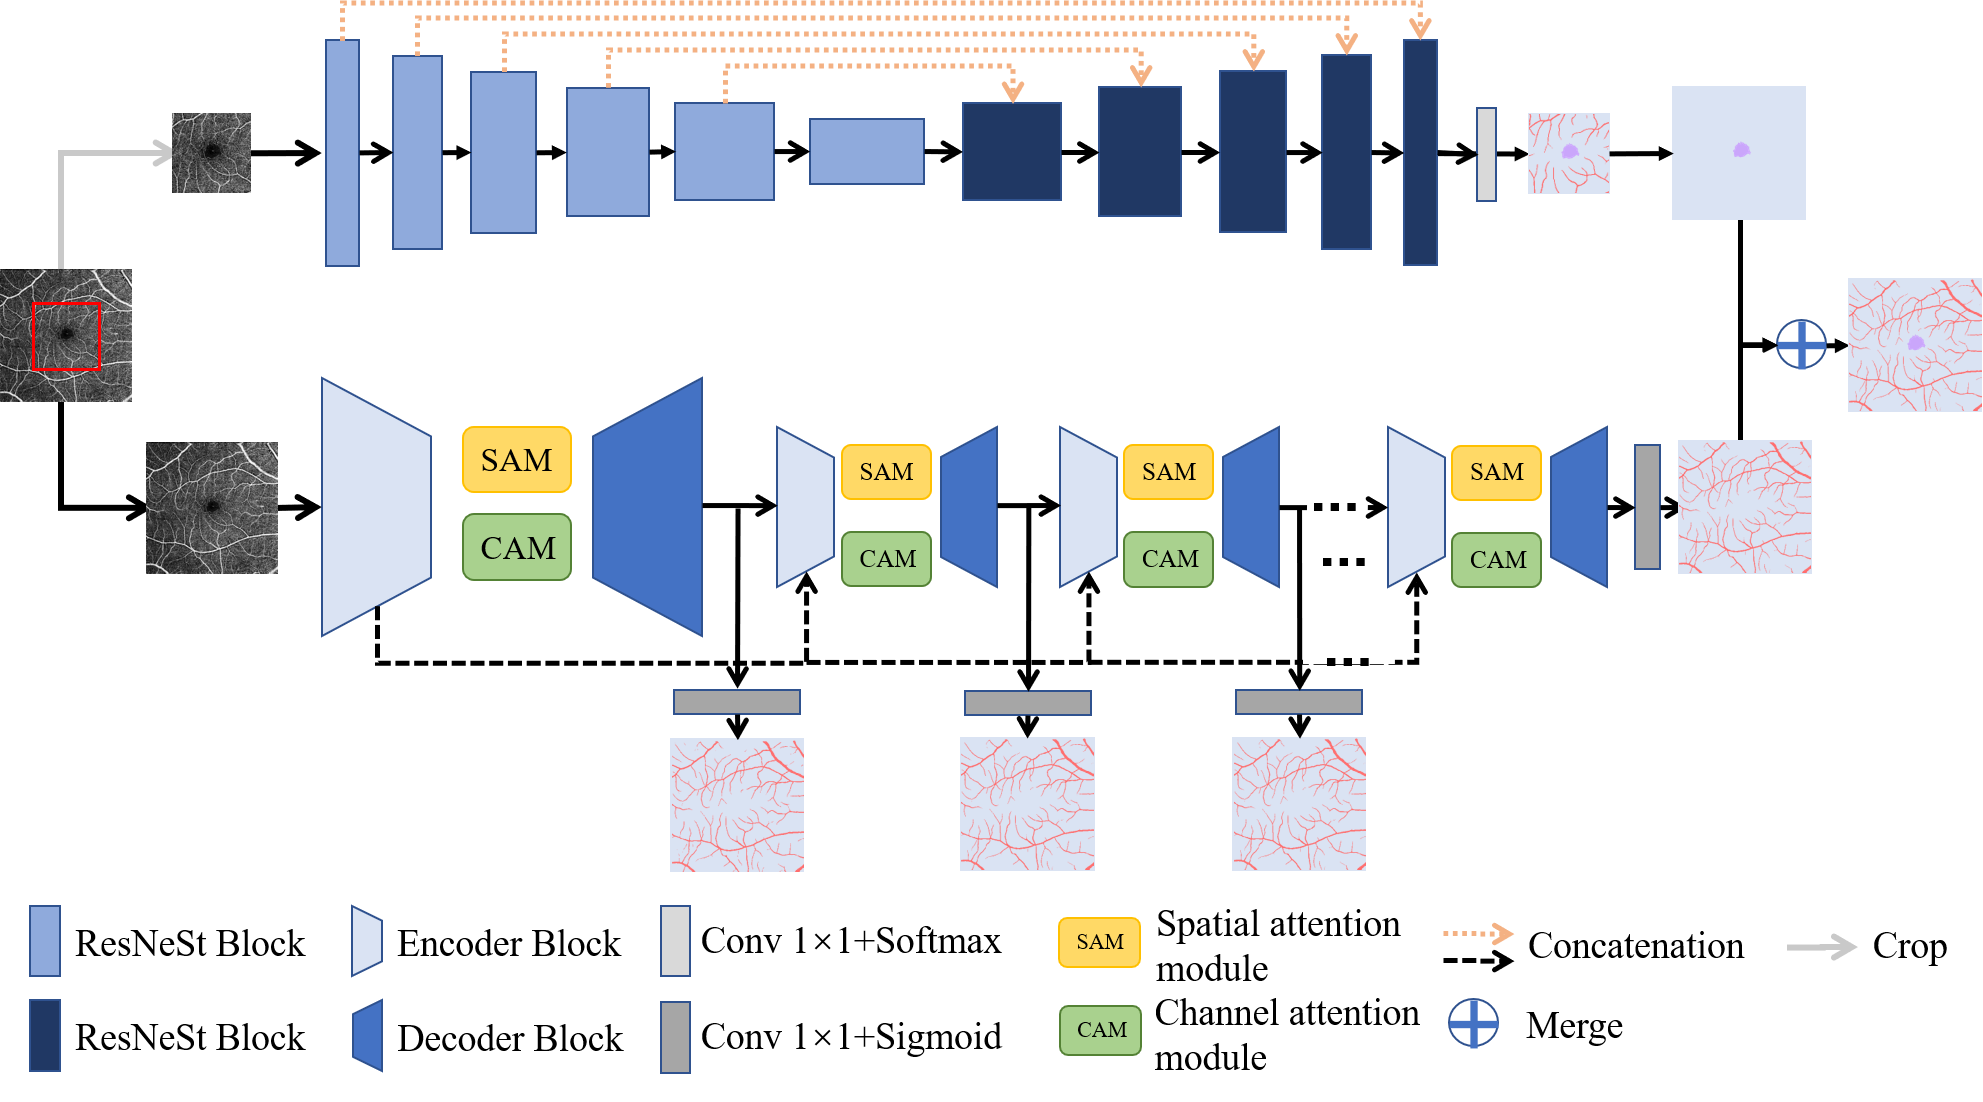 SAM
CAM
SAM
CAM
SAM
CAM
SAM
CAM
ResNeSt Block
Encoder Block
Conv 1×1+Softmax
SAM
Spatial attention
module
Concatenation
Crop
ResNeSt Block
Decoder Block
Conv 1×1+Sigmoid
CAM
Channel attention
module
Merge